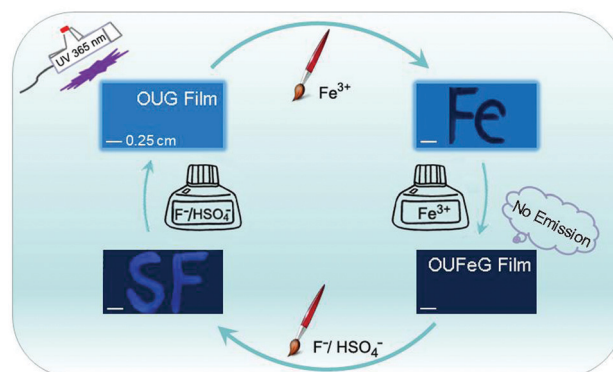 UV 365 nm
OUG Film
0.25 cm
Fe³⁺
Fe
F⁻/HSO₄⁻
Fe³⁺
No Emission
SF
OUFeG Film
F⁻/ HSO₄⁻